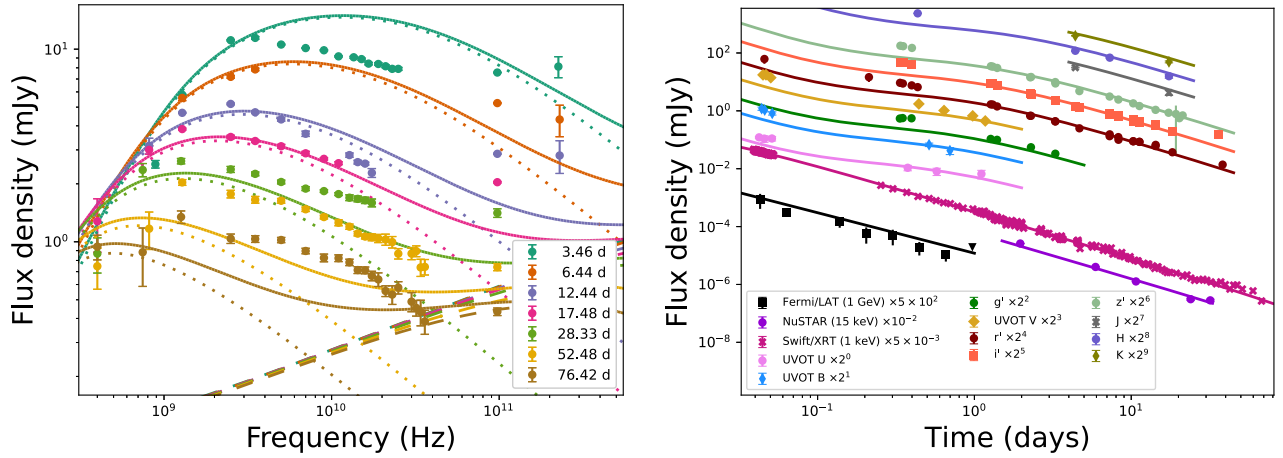 Flux density (mJy)
10¹
10⁰
10⁹
10¹⁰
10¹¹
Frequency (Hz)
3.46 d
6.44 d
12.44 d
17.48 d
28.33 d
52.48 d
76.42 d
Flux density (mJy)
10²
10⁰
10⁻²
10⁻⁴
10⁻⁶
10⁻⁸
10⁻¹
10⁰
10¹
Time (days)
Fermi/LAT (1 GeV) ×5 × 10²
NuSTAR (15 keV) ×10⁻²
Swift/XRT (1 keV) ×5 × 10⁻³
UVOT U ×2⁰
UVOT B ×2¹
g' ×2²
UVOT V ×2³
r' ×2⁴
i' ×2⁵
z' ×2⁶
J ×2⁷
H ×2⁸
K ×2⁹